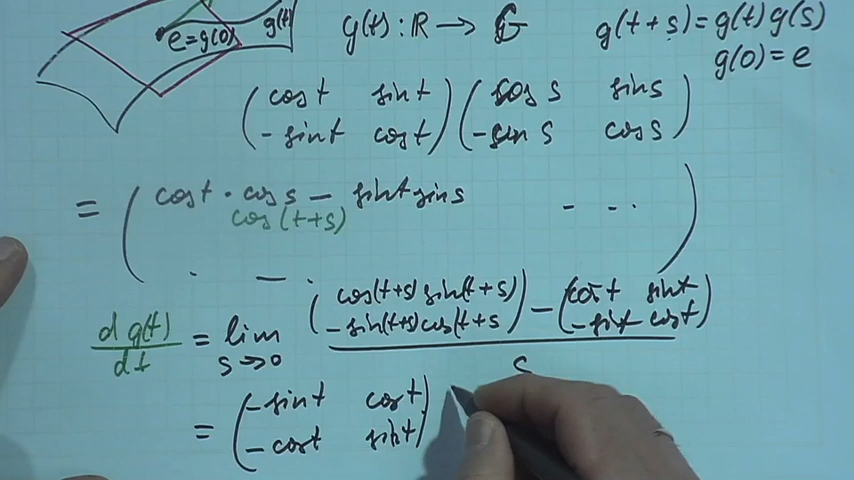 g(t)
e=g(0)
g(t) : ℝ → G
g(t+s) = g(t) g(s)
g(0) = e
( cos t sin t ) ( cos s sin s )
( - sin t cos t ) ( - sin s cos s )
= ( cos t · cos s - sin t sin s - - ·
cos (t+s)
. - . )
d g(t) / dt = lim s→0 ( ( cos(t+s) sin(t+s) ) - ( cos t sin t ) ) / s
( -sin(t+s) cos(t+s ) - ( - sin t cos t )
= ( - sin t cos t )
( - cos t sin t )